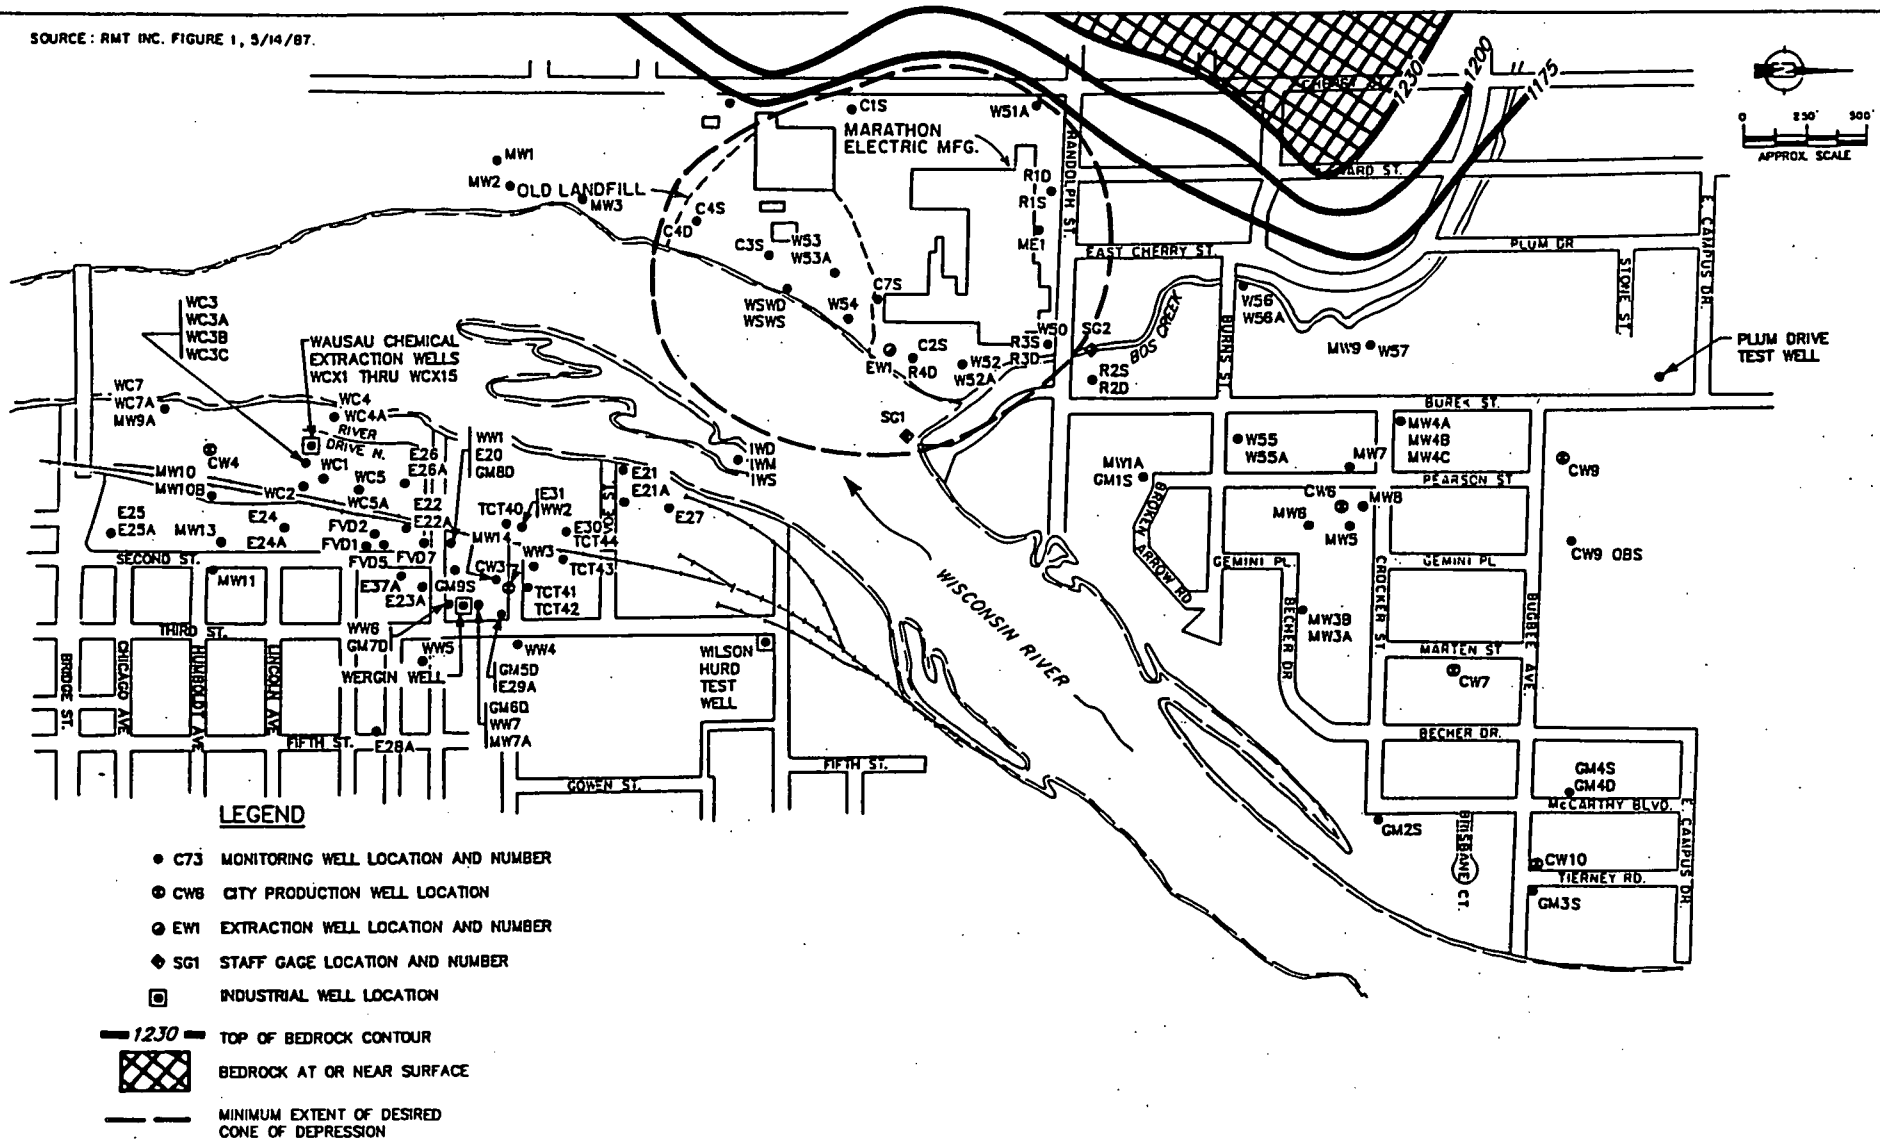 SOURCE: RMT INC. FIGURE 1, 5/14/87.
1230
1200
1175
0 250' 500'
APPROX. SCALE
C1S
W51A
MARATHON
ELECTRIC MFG.
RANDOLPH ST.
MW1
MW2
OLD LANDFILL
MW3
C4S
C4D
C3S
W53
W53A
WSWD
WSWS
W54
C7S
R1D
R1S
ME1
EAST CHERRY ST.
PLUM DR
STONE ST.
E. CAMPUS DR.
W56
W56A
BURNS ST.
BOS CREEK
SG2
W50
R3S
R3D
R2S
R2D
C2S
R4D
EW1
W52
W52A
SG1
MW9
W57
PLUM DRIVE
TEST WELL
BUREK ST.
WC3
WC3A
WC3B
WC3C
WAUSAU CHEMICAL
EXTRACTION WELLS
WCX1 THRU WCX15
WC7
WC7A
MW9A
WC4
WC4A
RIVER
DRIVE N.
CW4
MW10
MW10B
WC1
WC2
WC5
WC5A
E26
E26A
WW1
E20
GM8D
E22
E22A
E25
E25A
MW13
E24
E24A
FVD2
FVD1
FVD5
FVD7
TCT40
MW14
E31
WW2
E30
TCT44
WW3
TCT43
E21
E21A
E27
IWD
IWM
IWS
SECOND ST.
MW11
E37A
E23A
GM9S
CW3
TCT41
TCT42
THIRD ST.
WW6
GM7D
WW5
WERGIN WELL
WW4
GM5D
E29A
GM6D
WW7
MW7A
WILSON
HURD
TEST
WELL
BRIDGE ST.
CHICAGO AVE
HUMBOLDT AVE
LINCOLN AVE
FIFTH ST.
E28A
GOWEN ST.
FIFTH ST.
WISCONSIN RIVER
MW1A
GM1S
BROKEN ARROW RD
W55
W55A
MW7
MW4A
MW4B
MW4C
PEARSON ST
CW6
MW8
MW6
MW5
CW9
CW9 OBS
GEMINI PL.
GEMINI PL
BECHER DR
MW3B
MW3A
CROCKER ST.
BUGBEE AVE.
MARTEN ST
CW7
BECHER DR.
GM4S
GM4D
McCARTHY BLVD.
E. CAMPUS DR.
GM2S
BRISBANE CT.
CW10
TIERNEY RD.
GM3S
LEGEND
C73 MONITORING WELL LOCATION AND NUMBER
CW6 CITY PRODUCTION WELL LOCATION
EW1 EXTRACTION WELL LOCATION AND NUMBER
SG1 STAFF GAGE LOCATION AND NUMBER
INDUSTRIAL WELL LOCATION
1230 TOP OF BEDROCK CONTOUR
BEDROCK AT OR NEAR SURFACE
MINIMUM EXTENT OF DESIRED
CONE OF DEPRESSION